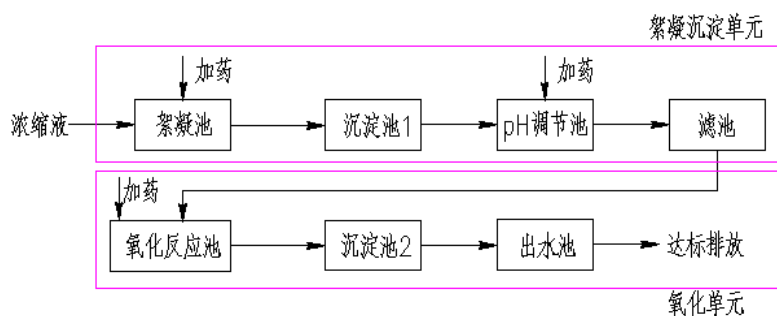 絮凝沉淀单元
加药
加药
浓缩液
絮凝池
沉淀池1
pH调节池
滤池
加药
氧化反应池
沉淀池2
出水池
达标排放
氧化单元